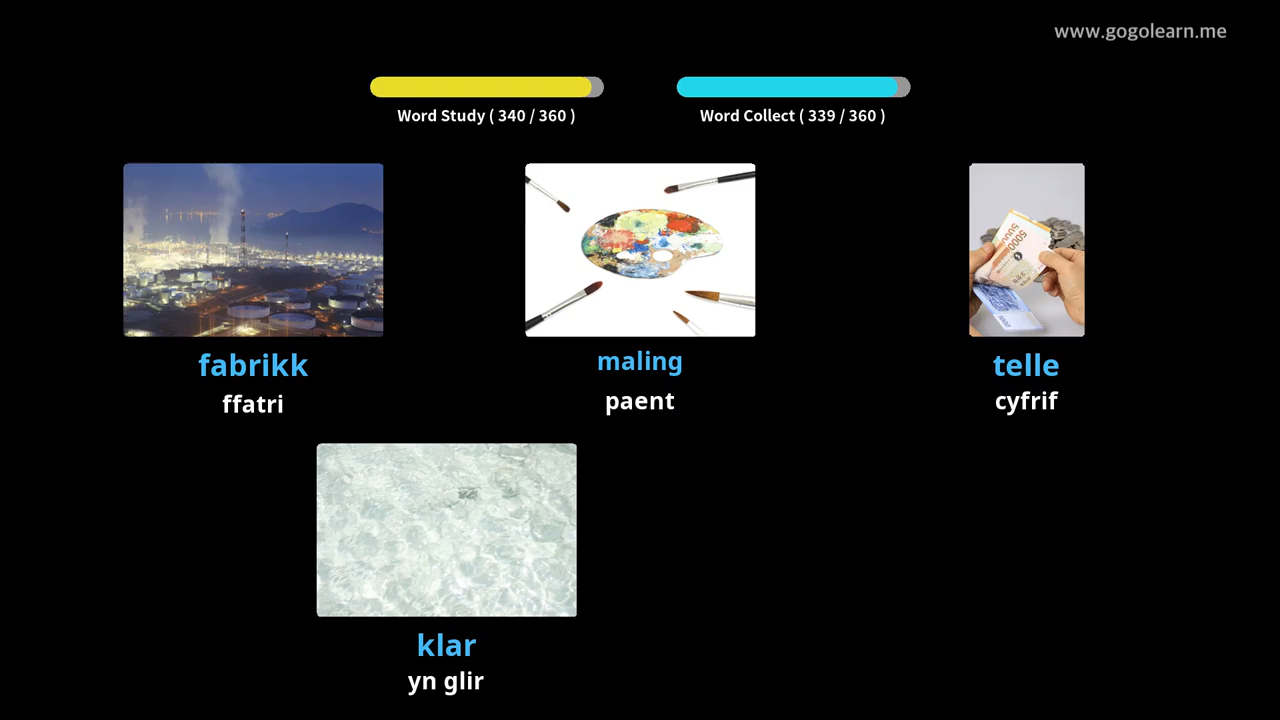 www.gogolearn.me
Word Study ( 340 / 360 )
Word Collect ( 339 / 360 )
fabrikk
ffatri
maling
paent
telle
cyfrif
klar
yn glir